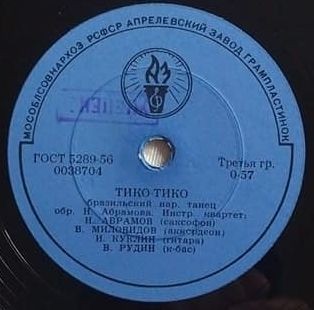 МОСОБЛСОВНАРХОЗ РСФСР АПРЕЛЕВСКИЙ ЗАВОД ГРАМПЛАСТИНОК
ГОСТ 5289-56
0038704
Третья гр.
0/57
ТИКО-ТИКО
бразильский нар. танец
обр. И. Абрамова. Инстр. квартет:
И. АБРАМОВ (саксофон)
В. МИЛОВИДОВ (аккордеон)
И. КУКЛИН (гитара)
В. РУДИН (к-бас)